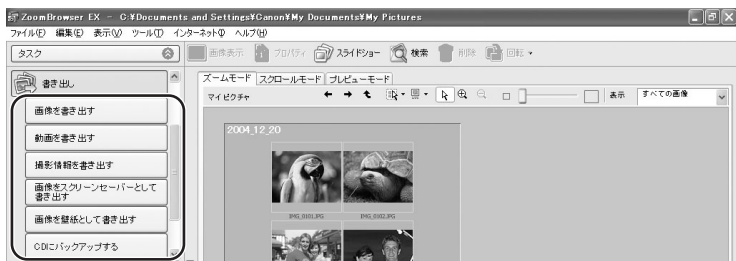 ZoomBrowser EX - C:¥Documents and Settings¥Canon¥My Documents¥My Pictures
ファイル(F) 編集(E) 表示(V) ツール(T) インターネット(I) ヘルプ(H)
タスク
画像表示 プロパティ スライドショー 検索 削除 回転
書き出し
ズームモード スクロールモード プレビューモード
マイ ピクチャ
表示 すべての画像
画像を書き出す
動画を書き出す
撮影情報を書き出す
画像をスクリーンセーバーとして
書き出す
画像を壁紙として書き出す
CDにバックアップする
2004_12_20
IMG_0101.JPG IMG_0102.JPG